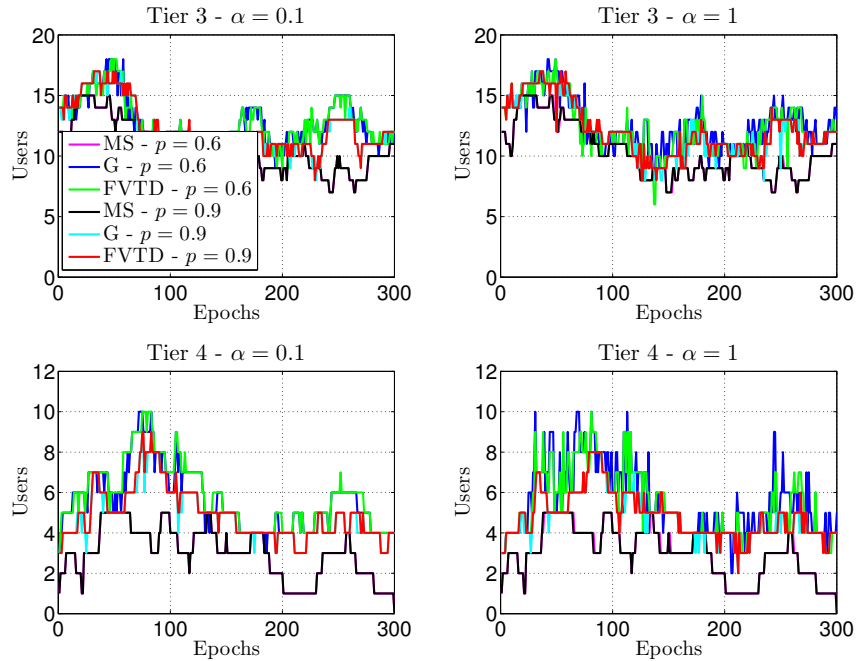 Tier 3 - α = 0.1
Users
20
15
10
5
0
MS - p = 0.6
G - p = 0.6
FVTD - p = 0.6
MS - p = 0.9
G - p = 0.9
FVTD - p = 0.9
0 100 200 300
Epochs
Tier 3 - α = 1
Users
20
15
10
5
0
0 100 200 300
Epochs
Tier 4 - α = 0.1
Users
12
10
8
6
4
2
0
0 100 200 300
Epochs
Tier 4 - α = 1
Users
12
10
8
6
4
2
0
0 100 200 300
Epochs